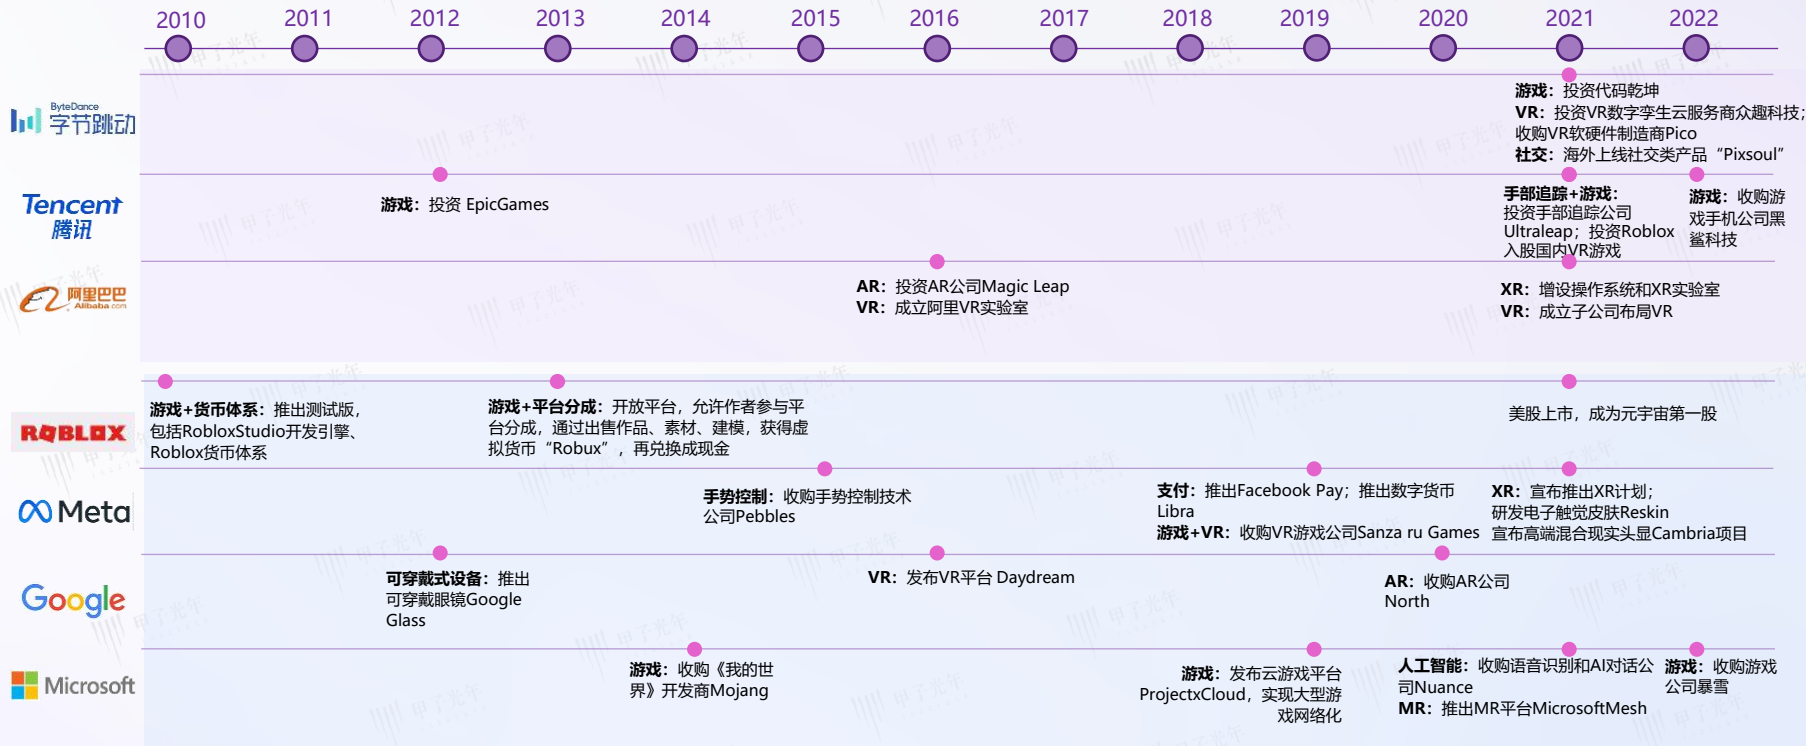 2010 2011 2012 2013 2014 2015 2016 2017 2018 2019 2020 2021 2022
ByteDance
字节跳动
游戏：投资代码乾坤
VR：投资VR数字孪生云服务商众趣科技；
收购VR软硬件制造商Pico
社交：海外上线社交类产品“Pixsoul”
Tencent
腾讯
游戏：投资 EpicGames
手部追踪+游戏：
投资手部追踪公司
Ultraleap；投资Roblox
入股国内VR游戏
游戏：收购游
戏手机公司黑
鲨科技
阿里巴巴
Alibaba.com
AR：投资AR公司Magic Leap
VR：成立阿里VR实验室
XR：增设操作系统和XR实验室
VR：成立子公司布局VR
ROBLOX
游戏+货币体系：推出测试版，
包括RobloxStudio开发引擎、
Roblox货币体系
游戏+平台分成：开放平台，允许作者参与平
台分成，通过出售作品、素材、建模，获得虚
拟货币“Robux”，再兑换成现金
美股上市，成为元宇宙第一股
Meta
手势控制：收购手势控制技术
公司Pebbles
支付：推出Facebook Pay；推出数字货币
Libra
游戏+VR：收购VR游戏公司Sanza ru Games
XR：宣布推出XR计划；
研发电子触觉皮肤Reskin
宣布高端混合现实头显Cambria项目
Google
可穿戴式设备：推出
可穿戴眼镜Google
Glass
VR：发布VR平台 Daydream
AR：收购AR公司
North
Microsoft
游戏：收购《我的世
界》开发商Mojang
游戏：发布云游戏平台
ProjectxCloud，实现大型游
戏网络化
人工智能：收购语音识别和AI对话公
司Nuance
MR：推出MR平台MicrosoftMesh
游戏：收购游戏
公司暴雪
甲子光年